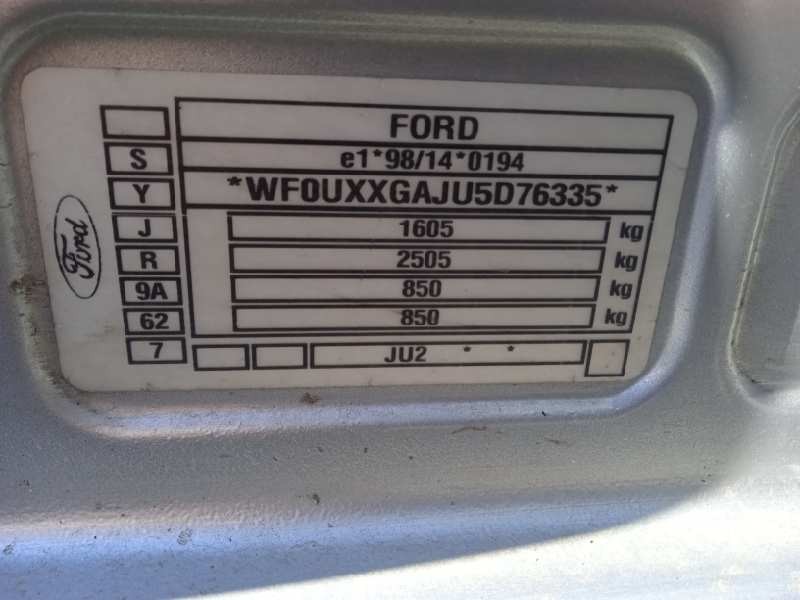 Ford
FORD
S e1*98/14*0194
Y *WF0UXXGAJU5D76335*
J 1605 kg
R 2505 kg
9A 850 kg
62 850 kg
7 JU2 * *